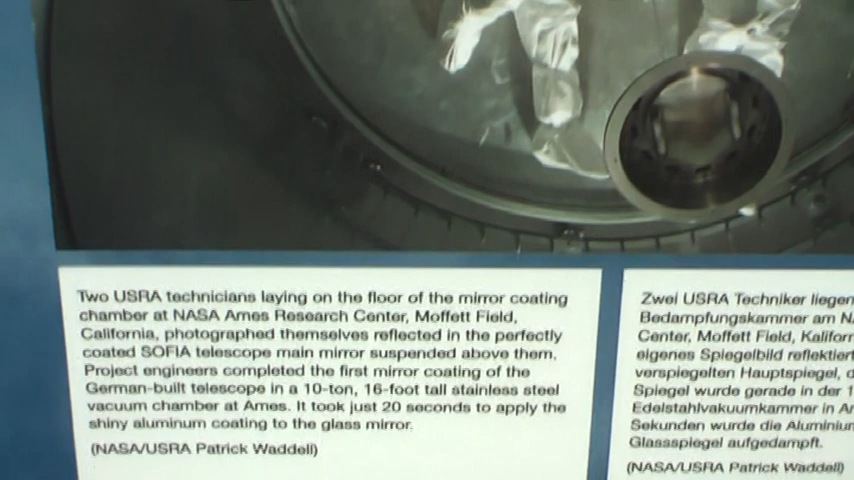 Two USRA technicians laying on the floor of the mirror coating
chamber at NASA Ames Research Center, Moffett Field,
California, photographed themselves reflected in the perfectly
coated SOFIA telescope main mirror suspended above them.
Project engineers completed the first mirror coating of the
German-built telescope in a 10-ton, 16-foot tall stainless steel
vacuum chamber at Ames. It took just 20 seconds to apply the
shiny aluminum coating to the glass mirror.
(NASA/USRA Patrick Waddell)
Zwei USRA Techniker liegen
Bedampfungskammer am
Center, Moffett Field,
eigenes Spiegelbild reflektiert
verspiegelten Hauptspiegel,
Spiegel wurde gerade in der
Edelstahlvakuumkammer in
Sekunden wurde die
Glassspiegel aufgedampft.
(NASA/USRA Patrick Waddell)